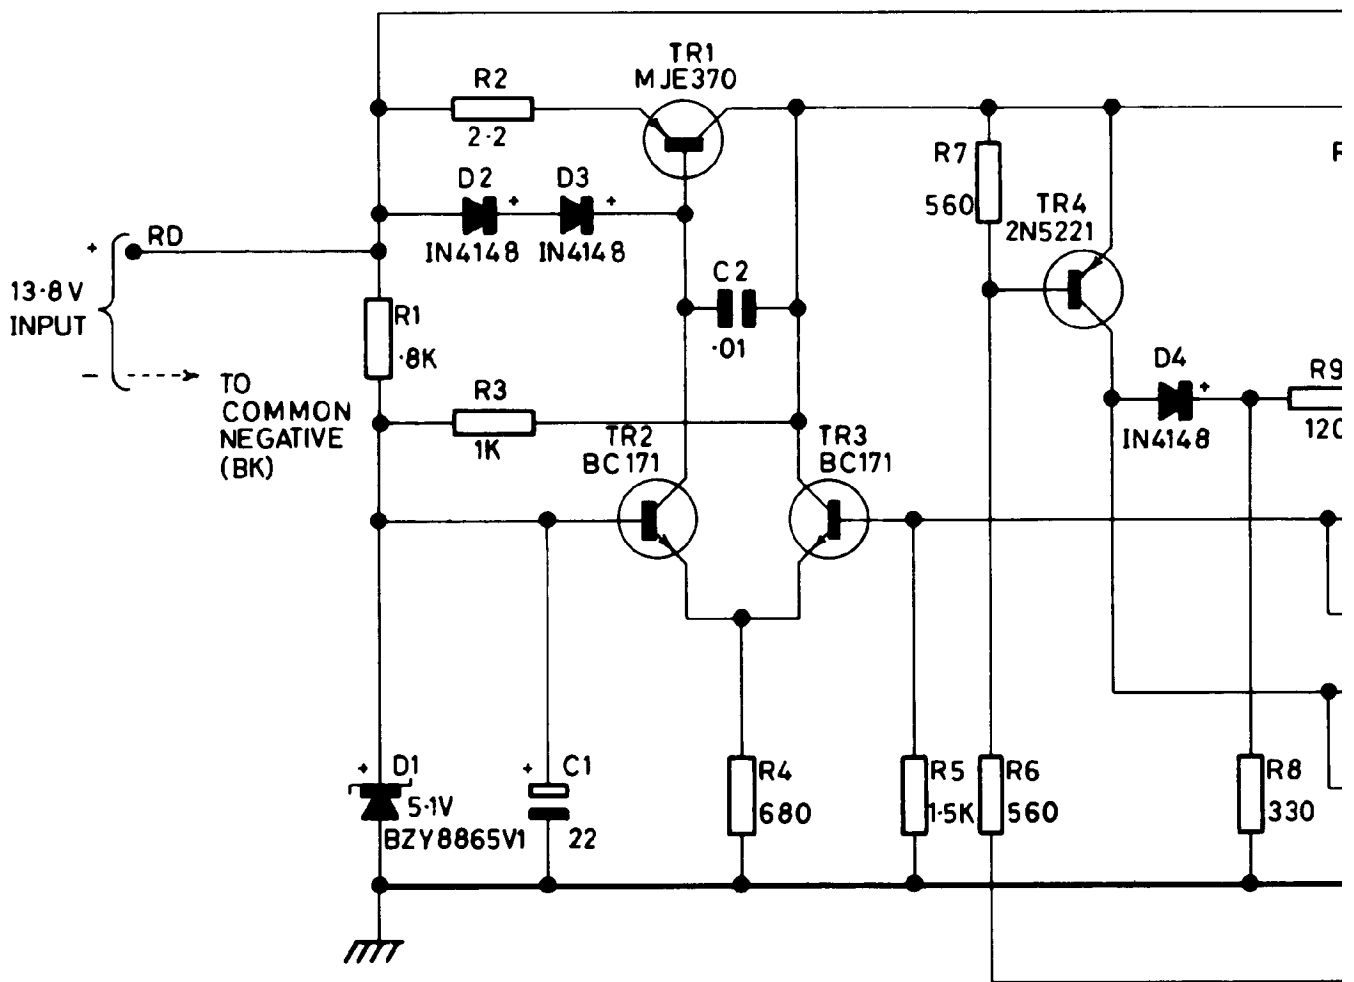 TR1
MJE370
R2
2·2
D2
D3
+
+
IN4148
IN4148
R7
560
TR4
2N5221
RD
+
13·8V
INPUT
−
TO
COMMON
NEGATIVE
(BK)
R1
·8K
C2
·01
R3
1K
TR2
BC171
TR3
BC171
D4
+
IN4148
R9
120
+
D1
5·1V
BZY8865V1
+
C1
22
R4
680
R5
1·5K
R6
560
R8
330